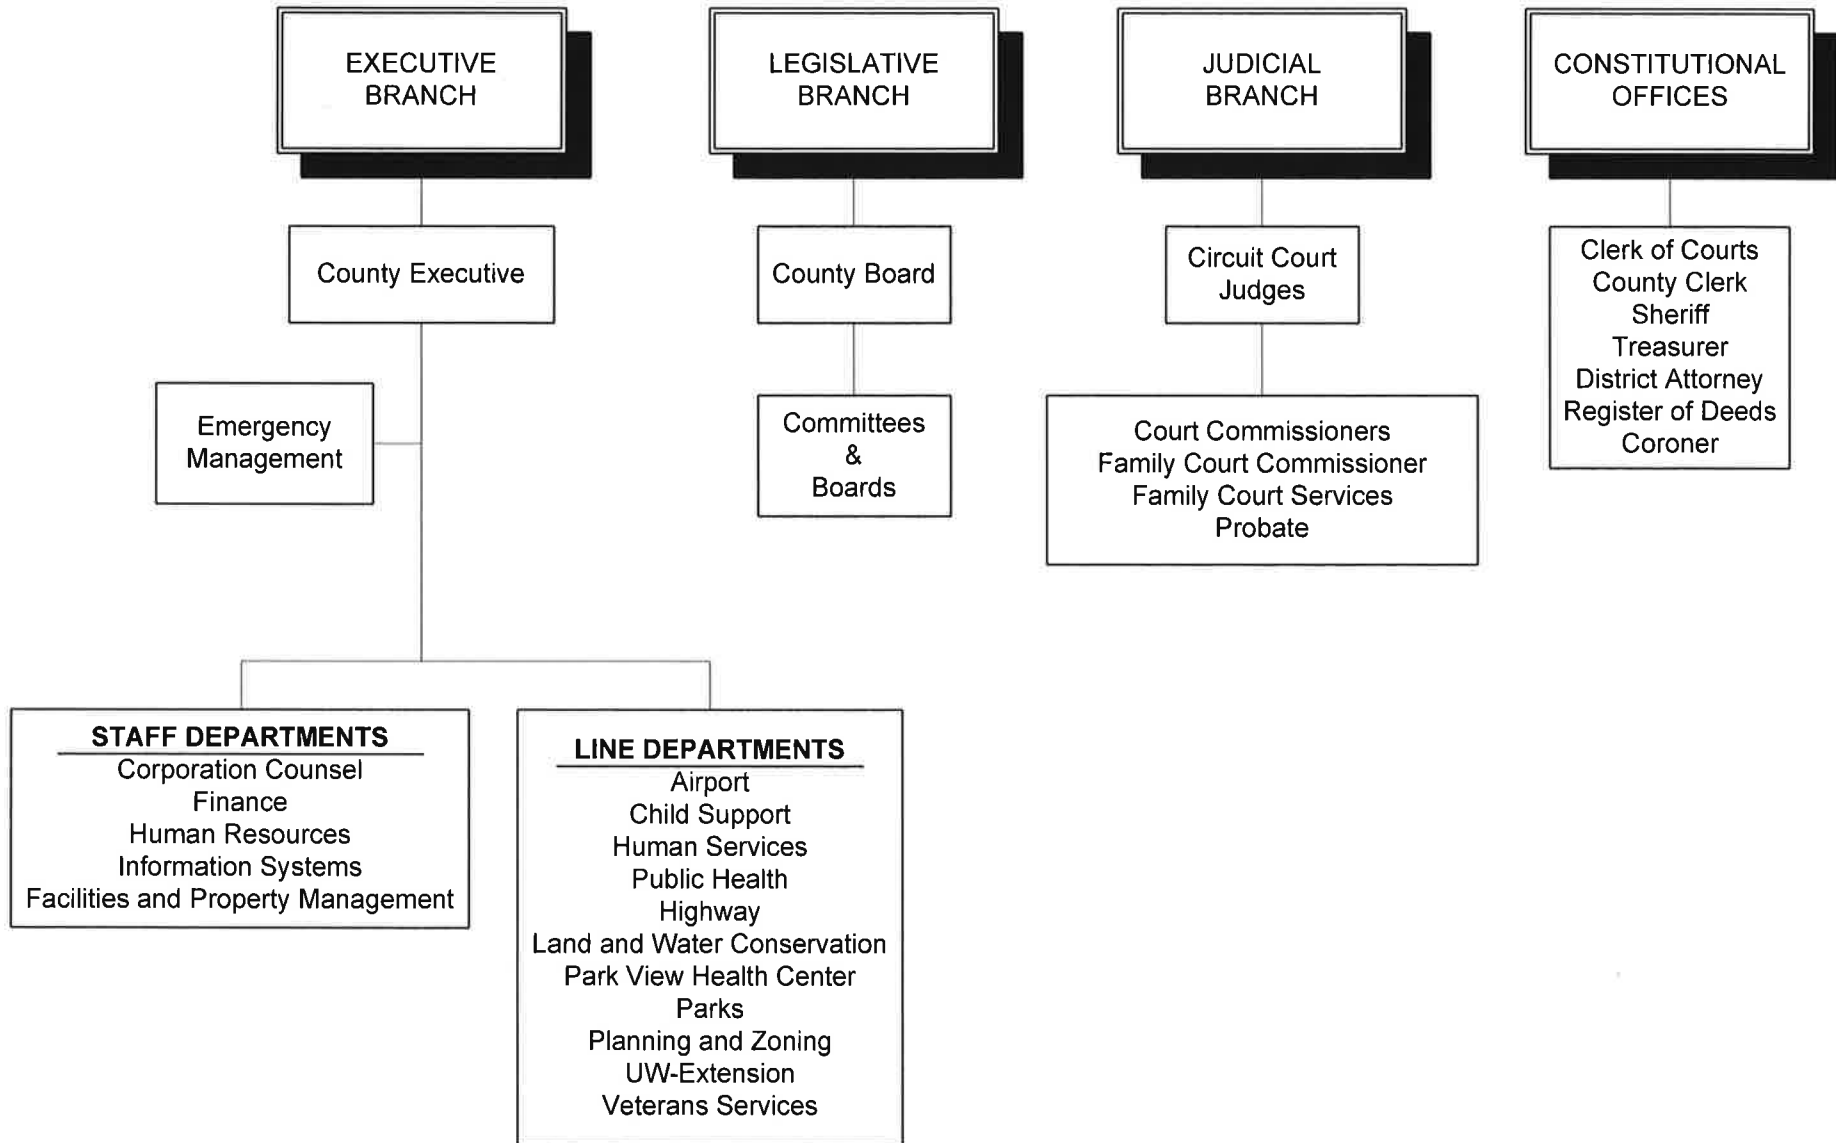 EXECUTIVE
BRANCH
County Executive
Emergency
Management
STAFF DEPARTMENTS
Corporation Counsel
Finance
Human Resources
Information Systems
Facilities and Property Management
LINE DEPARTMENTS
Airport
Child Support
Human Services
Public Health
Highway
Land and Water Conservation
Park View Health Center
Parks
Planning and Zoning
UW-Extension
Veterans Services
LEGISLATIVE
BRANCH
County Board
Committees
&
Boards
JUDICIAL
BRANCH
Circuit Court
Judges
Court Commissioners
Family Court Commissioner
Family Court Services
Probate
CONSTITUTIONAL
OFFICES
Clerk of Courts
County Clerk
Sheriff
Treasurer
District Attorney
Register of Deeds
Coroner